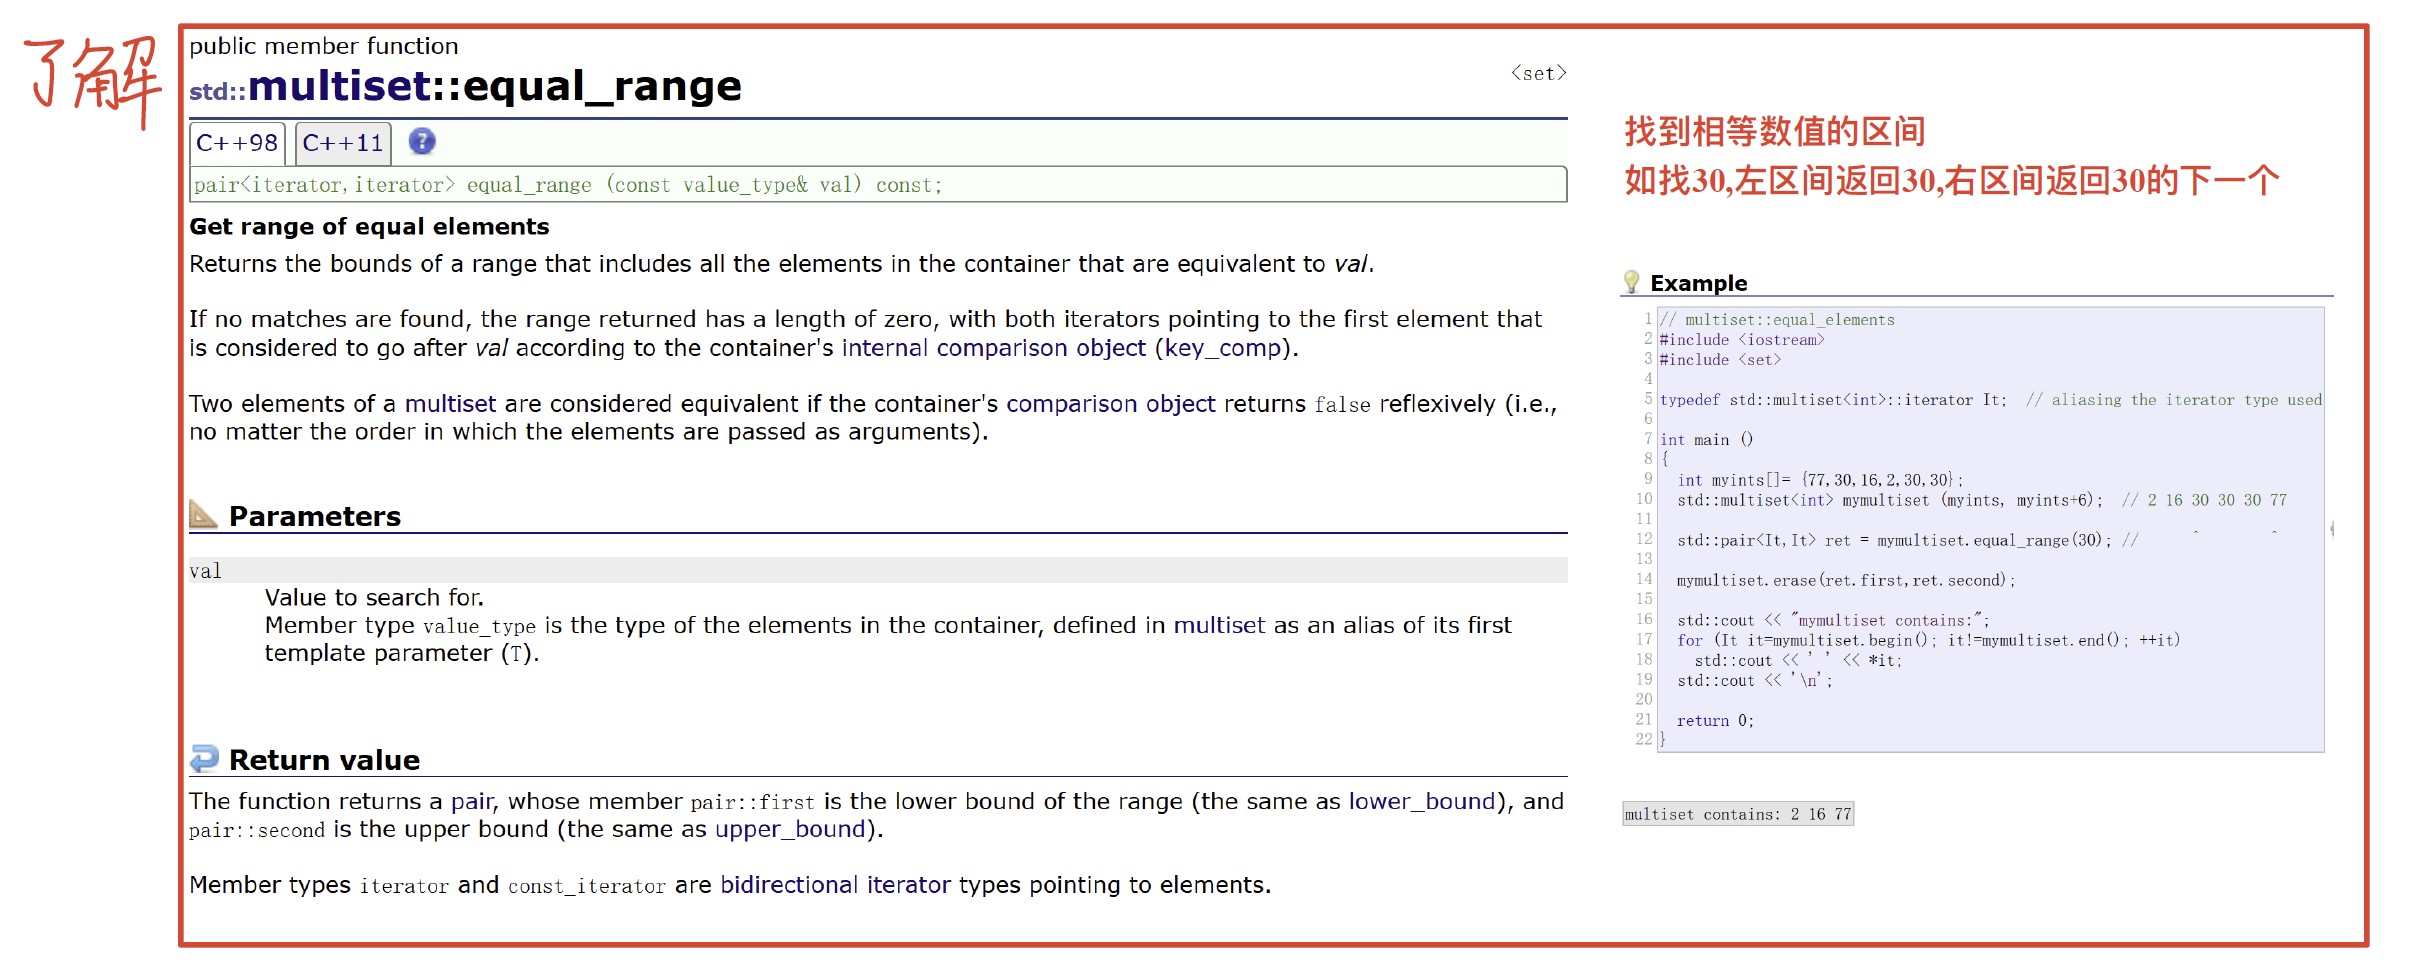 了解
public member function
<set>
std::multiset::equal_range
C++98 C++11 ?
pair<iterator,iterator> equal_range (const value_type& val) const;
Get range of equal elements
Returns the bounds of a range that includes all the elements in the container that are equivalent to val.
If no matches are found, the range returned has a length of zero, with both iterators pointing to the first element that
is considered to go after val according to the container's internal comparison object (key_comp).
Two elements of a multiset are considered equivalent if the container's comparison object returns false reflexively (i.e.,
no matter the order in which the elements are passed as arguments).
Parameters
val
Value to search for.
Member type value_type is the type of the elements in the container, defined in multiset as an alias of its first
template parameter (T).
Return value
The function returns a pair, whose member pair::first is the lower bound of the range (the same as lower_bound), and
pair::second is the upper bound (the same as upper_bound).
Member types iterator and const_iterator are bidirectional iterator types pointing to elements.
找到相等数值的区间
如找30,左区间返回30,右区间返回30的下一个
Example
1 // multiset::equal_elements
2 #include <iostream>
3 #include <set>
4
5 typedef std::multiset<int>::iterator It;  // aliasing the iterator type used
6
7 int main ()
8 {
9   int myints[]= {77,30,16,2,30,30};
10   std::multiset<int> mymultiset (myints, myints+6);  // 2 16 30 30 30 77
11
12   std::pair<It,It> ret = mymultiset.equal_range(30); //      ^        ^
13
14   mymultiset.erase(ret.first,ret.second);
15
16   std::cout << "mymultiset contains:";
17   for (It it=mymultiset.begin(); it!=mymultiset.end(); ++it)
18     std::cout << ' ' << *it;
19   std::cout << '\n';
20
21   return 0;
22 }
multiset contains: 2 16 77